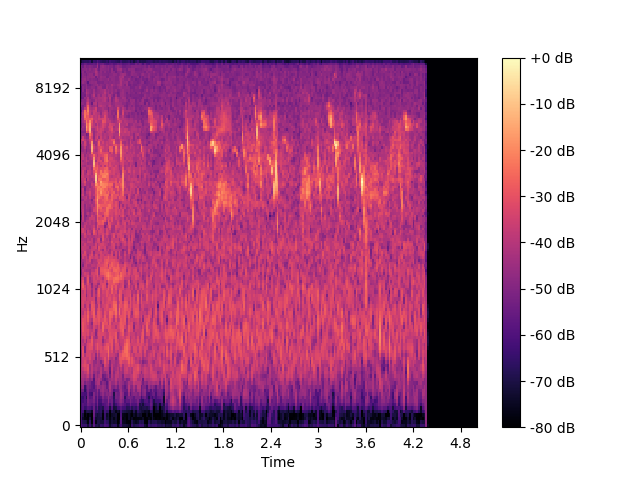 Hz
8192
4096
2048
1024
512
0
0 0.6 1.2 1.8 2.4 3 3.6 4.2 4.8
Time
+0 dB
-10 dB
-20 dB
-30 dB
-40 dB
-50 dB
-60 dB
-70 dB
-80 dB